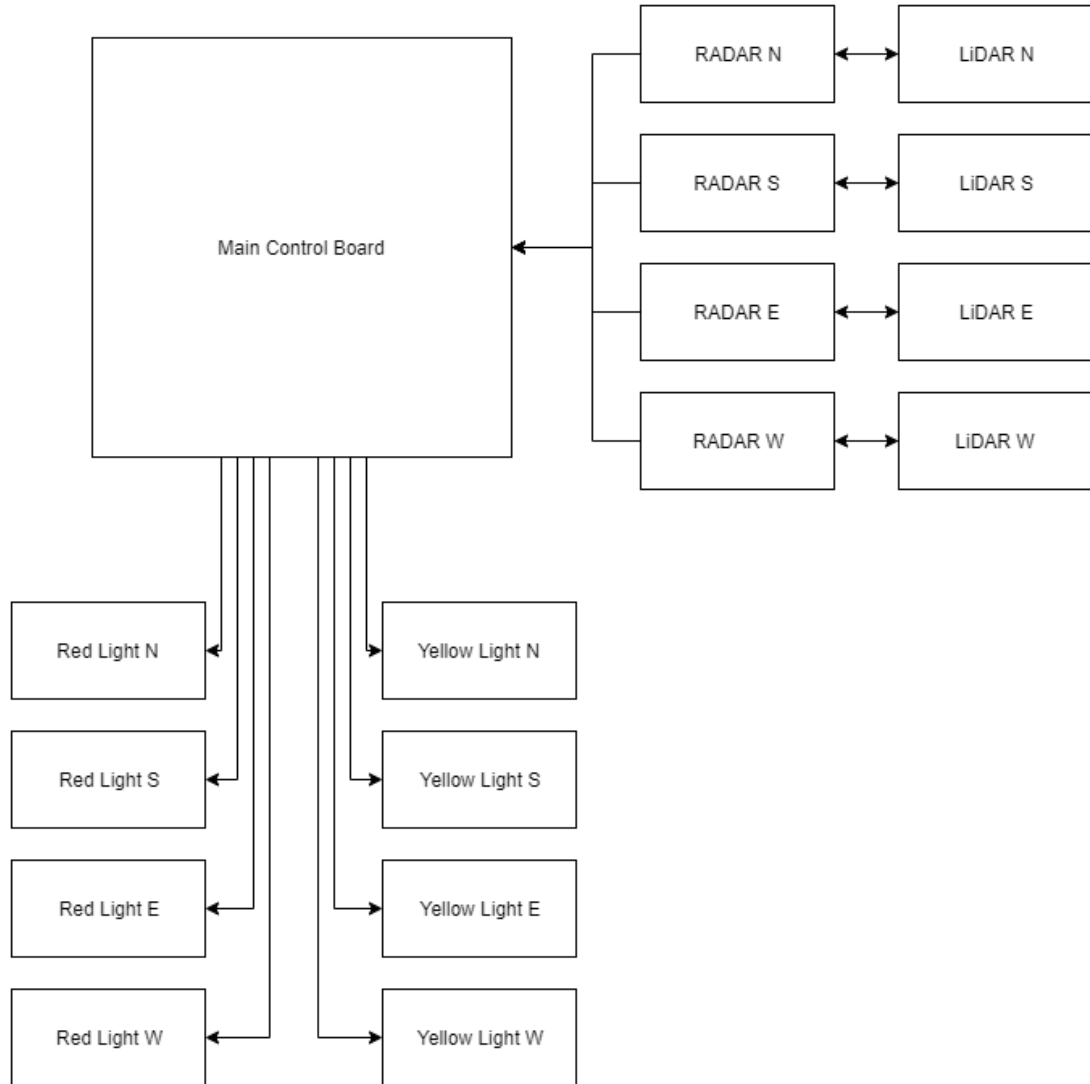 RADAR N
LiDAR N
RADAR S
LiDAR S
Main Control Board
RADAR E
LiDAR E
RADAR W
LiDAR W
Red Light N
Yellow Light N
Red Light S
Yellow Light S
Red Light E
Yellow Light E
Red Light W
Yellow Light W